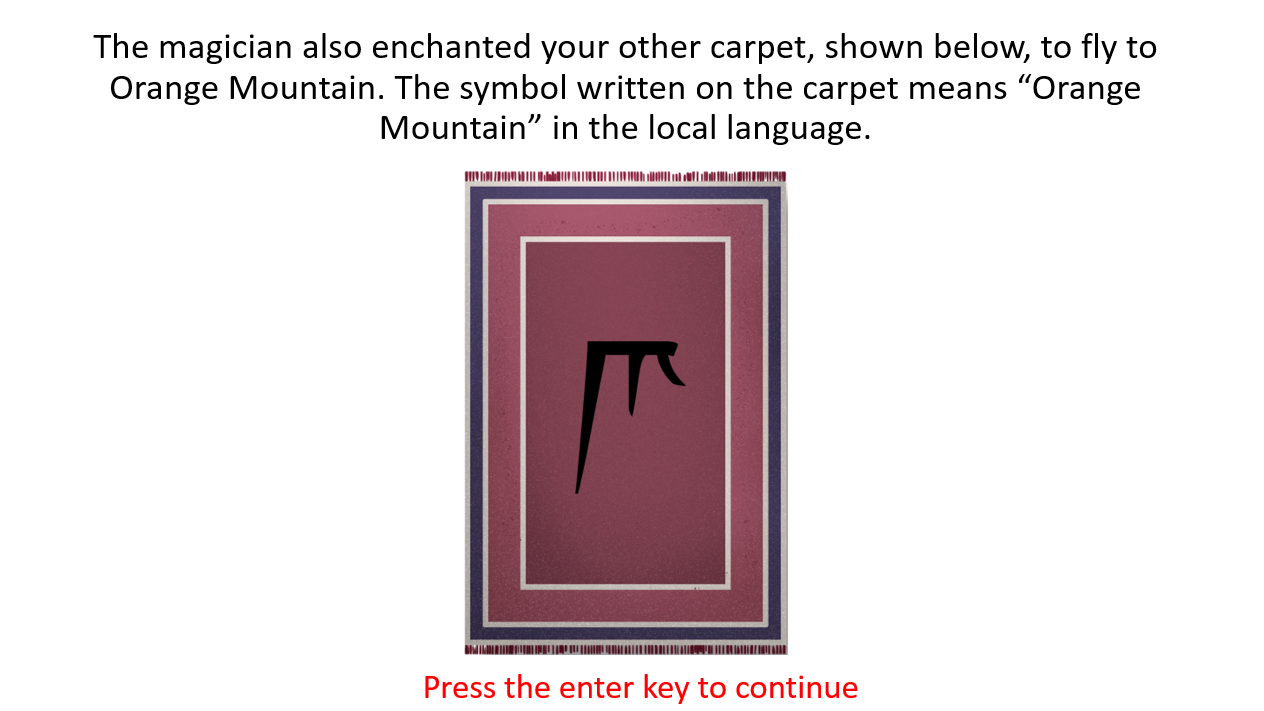 The magician also enchanted your other carpet, shown below, to fly to
Orange Mountain. The symbol written on the carpet means “Orange
Mountain” in the local language.
Press the enter key to continue